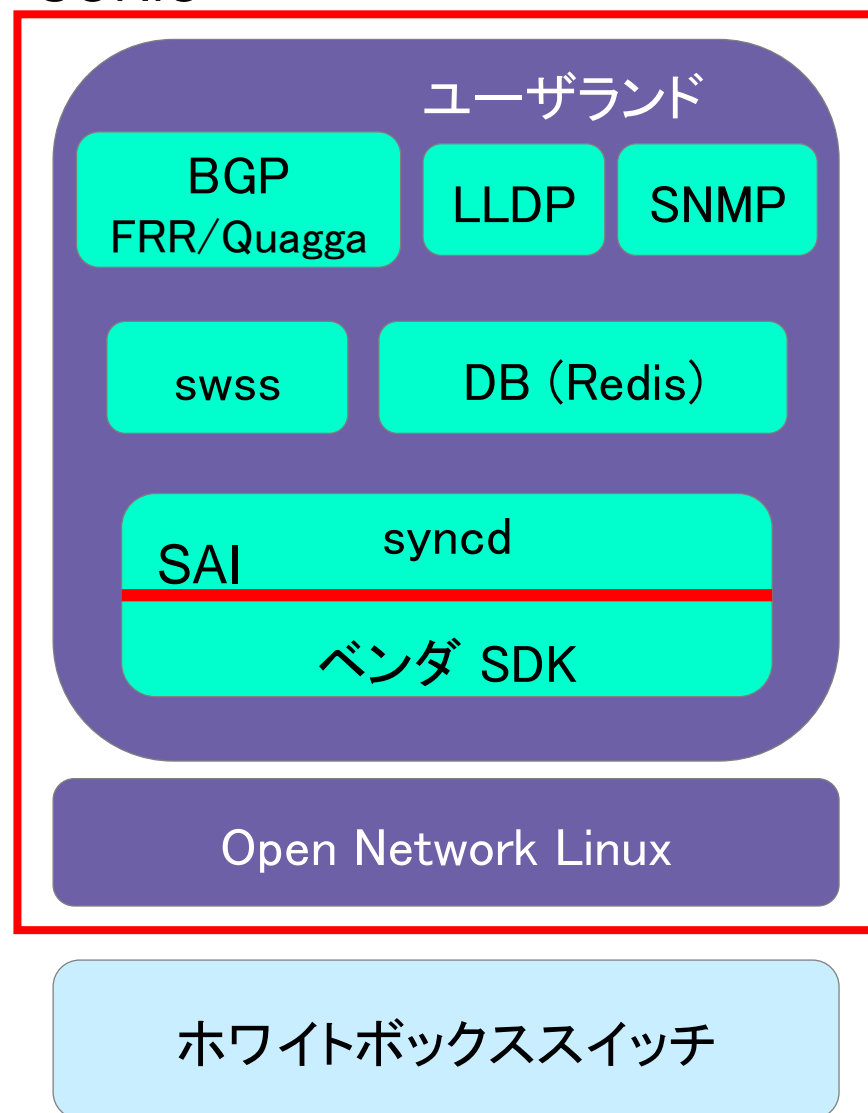 ユーザランド
BGP
FRR/Quagga
LLDP
SNMP
swss
DB (Redis)
syncd
SAI
ベンダ SDK
Open Network Linux
ホワイトボックススイッチ